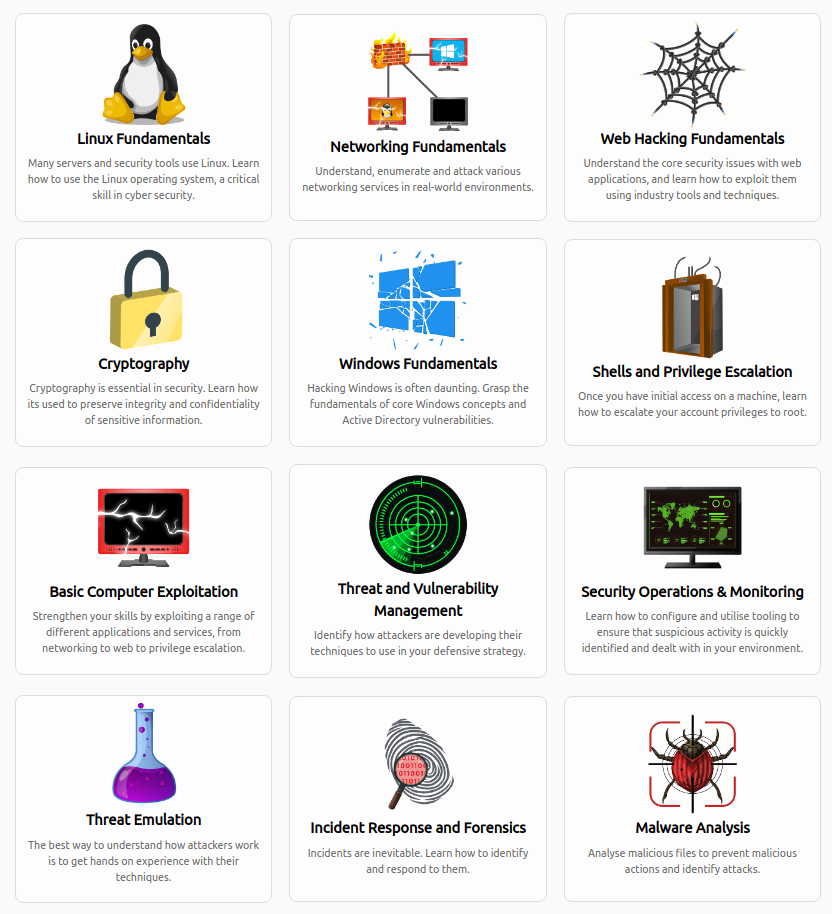 Linux Fundamentals
Many servers and security tools use Linux. Learn
how to use the Linux operating system, a critical
skill in cyber security.
Networking Fundamentals
Understand, enumerate and attack various
networking services in real-world environments.
Web Hacking Fundamentals
Understand the core security issues with web
applications, and learn how to exploit them
using industry tools and techniques.
Cryptography
Cryptography is essential in security. Learn how
its used to preserve integrity and confidentiality
of sensitive information.
Windows Fundamentals
Hacking Windows is often daunting. Grasp the
fundamentals of core Windows concepts and
Active Directory vulnerabilities.
Shells and Privilege Escalation
Once you have initial access on a machine, learn
how to escalate your account privileges to root.
Basic Computer Exploitation
Strengthen your skills by exploiting a range of
different applications and services, from
networking to web to privilege escalation.
Threat and Vulnerability
Management
Identify how attackers are developing their
techniques to use in your defensive strategy.
Security Operations & Monitoring
Learn how to configure and utilise tooling to
ensure that suspicious activity is quickly
identified and dealt with in your environment.
Threat Emulation
The best way to understand how attackers work
is to get hands on experience with their
techniques.
Incident Response and Forensics
Incidents are inevitable. Learn how to identify
and respond to them.
Malware Analysis
Analyse malicious files to prevent malicious
actions and identify attacks.